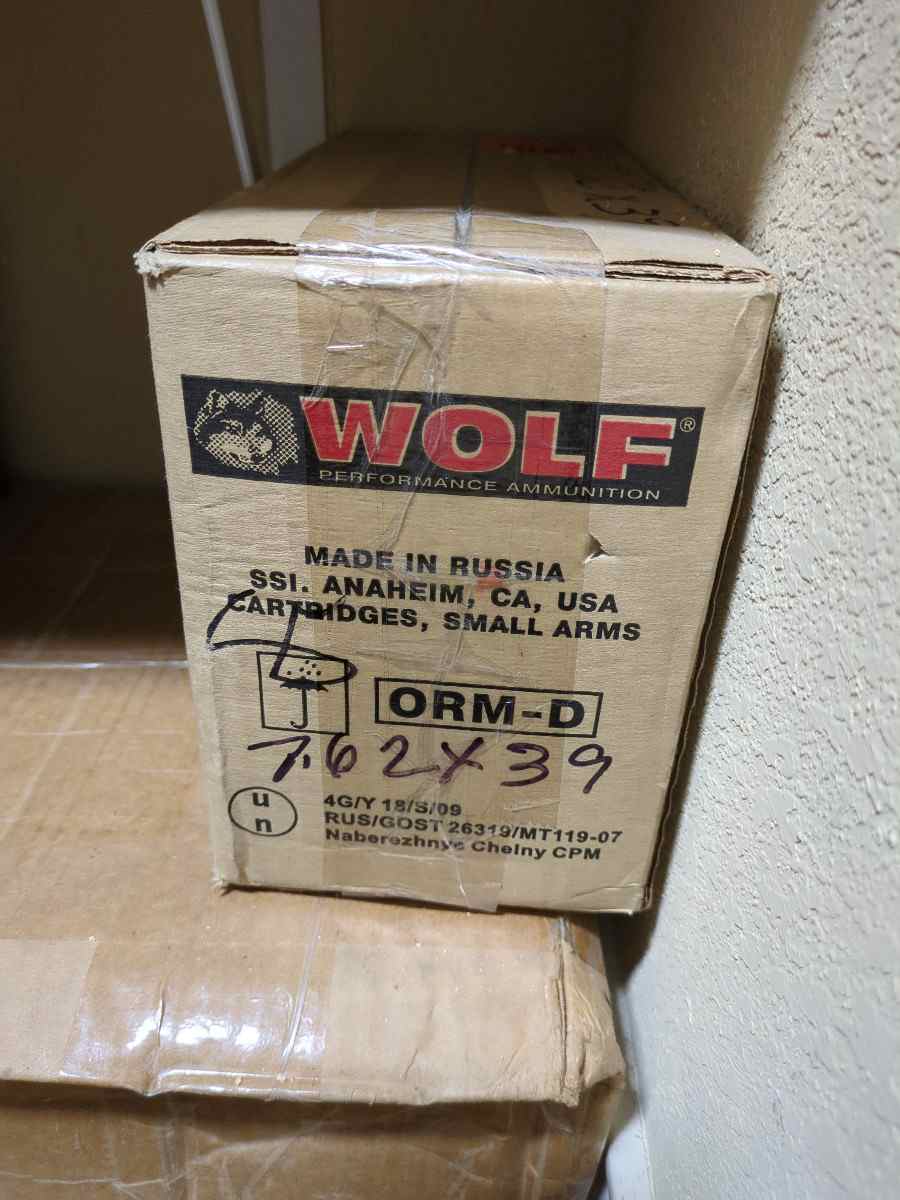 WOLF®
PERFORMANCE AMMUNITION
MADE IN RUSSIA
SSI. ANAHEIM, CA, USA
CARTRIDGES, SMALL ARMS
ORM-D
7.62X39
un
4G/Y 18/S/09
RUS/GOST 26319/MT119-07
Naberezhnye Chelny CPM